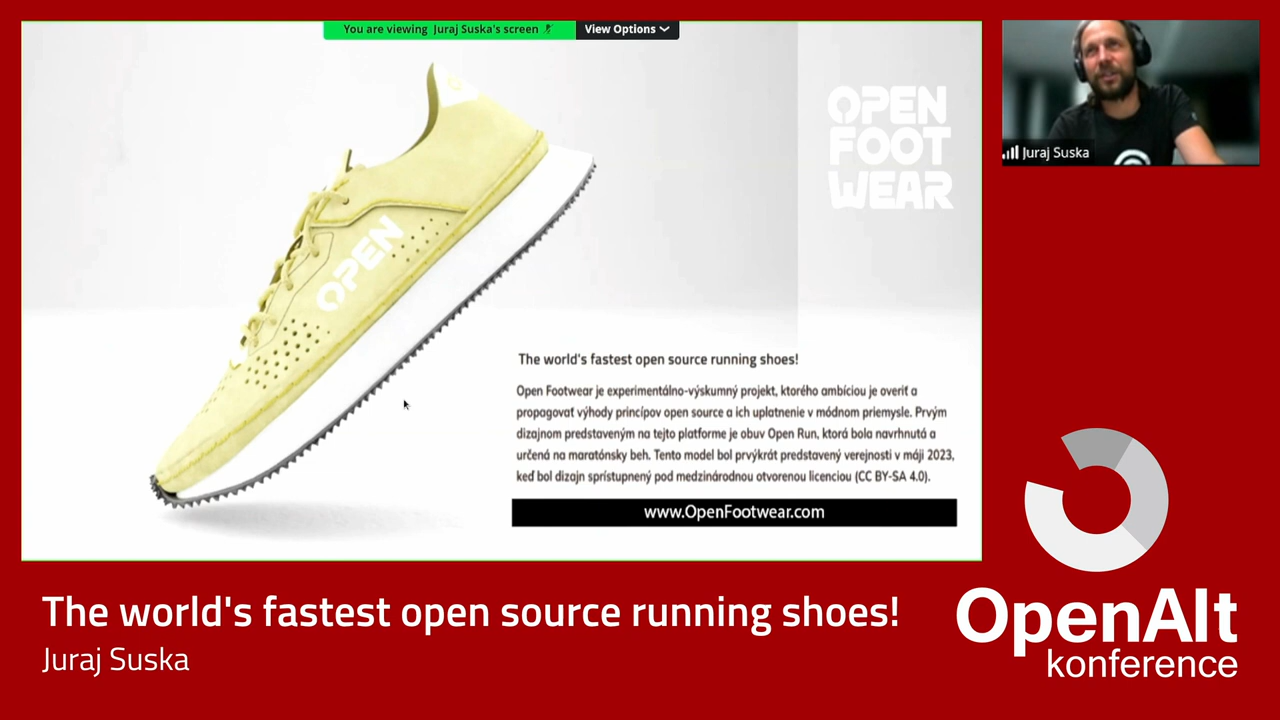 You are viewing Juraj Suska's screen
View Options
Juraj Suska
OPEN
FOOT
WEAR
OPEN
The world's fastest open source running shoes!
Open Footwear je experimentálno-výskumný projekt, ktorého ambíciou je overiť a
propagovať výhody princípov open source a ich uplatnenie v módnom priemysle. Prvým
dizajnom predstaveným na tejto platforme je obuv Open Run, ktorá bola navrhnutá a
určená na maratónsky beh. Tento model bol prvýkrát predstavený verejnosti v máji 2023,
keď bol dizajn sprístupnený pod medzinárodnou otvorenou licenciou (CC BY-SA 4.0).
www.OpenFootwear.com
The world's fastest open source running shoes!
Juraj Suska
OpenAlt
konference